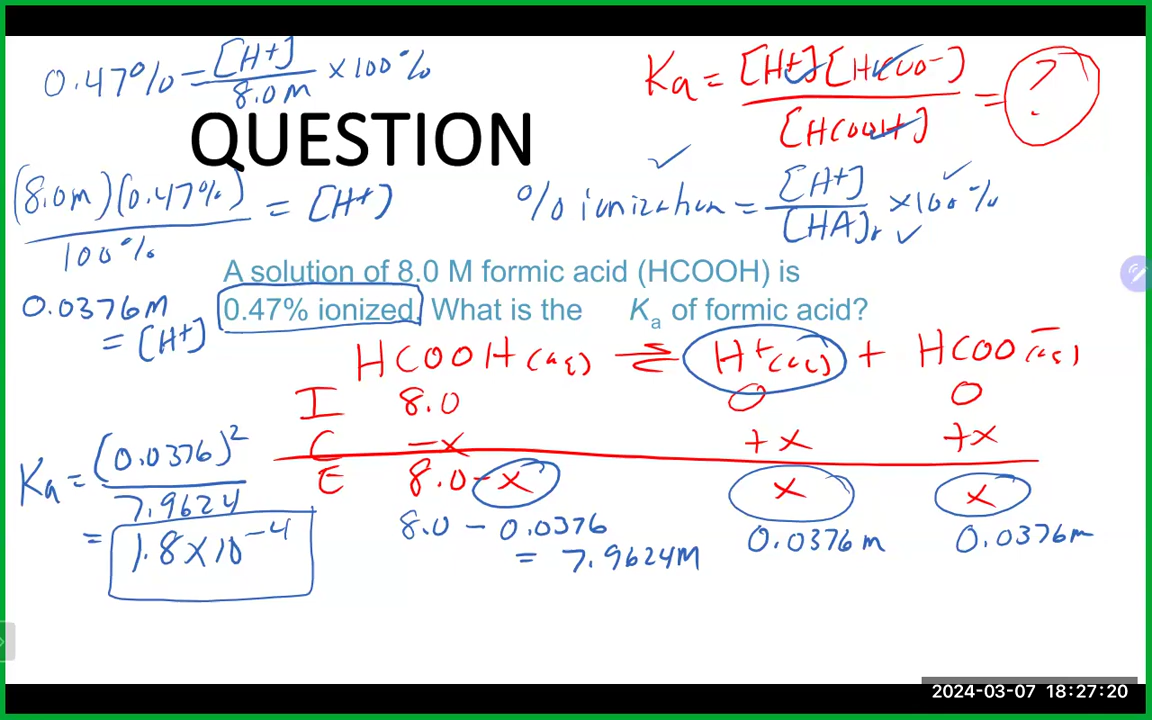 0.47% = [H+] / 8.0M × 100%
Ka = [H+][HCOO-] / [HCOOH] = ?
QUESTION
(8.0M)(0.47%) / 100% = [H+]
% ionization = [H+] / [HA]₀ × 100%
0.0376M = [H+]
A solution of 8.0 M formic acid (HCOOH) is
0.47% ionized. What is the Ka of formic acid?
HCOOH(aq) ⇌ H+(aq) + HCOO-(aq)
I 8.0 0 0
C -x +x +x
E 8.0-x x x
8.0 - 0.0376 = 7.9624M
0.0376M
0.0376M
Ka = (0.0376)² / 7.9624
= 1.8×10⁻⁴
2024-03-07 18:27:20